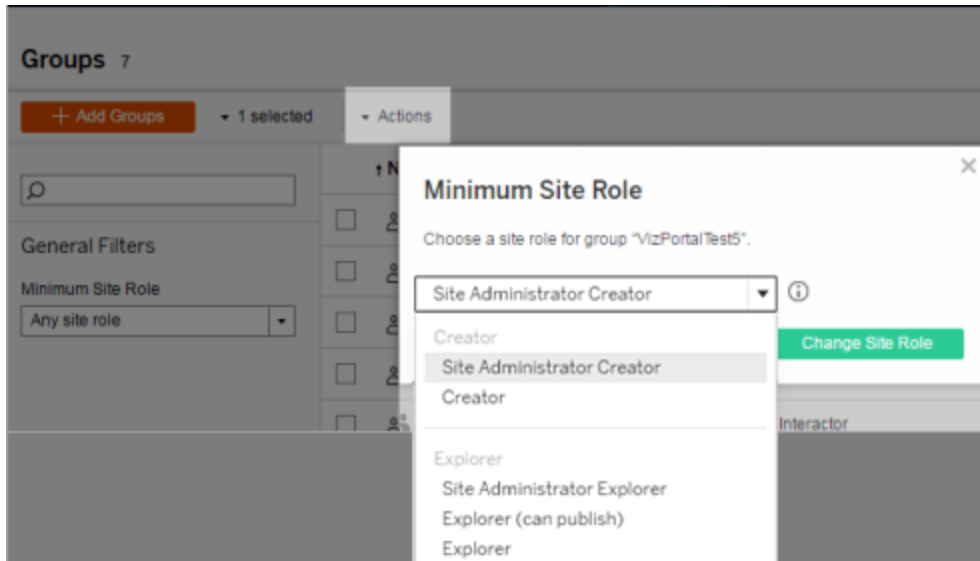 Groups 7
+ Add Groups
1 selected
Actions
↑ N
General Filters
Minimum Site Role
Any site role
Minimum Site Role
Choose a site role for group "VizPortalTest5".
Site Administrator Creator
Change Site Role
Creator
Site Administrator Creator
Creator
Interactor
Explorer
Site Administrator Explorer
Explorer (can publish)
Explorer